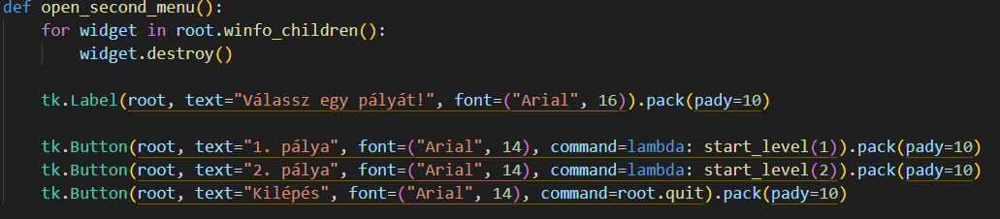 def open_second_menu():
    for widget in root.winfo_children():
        widget.destroy()

    tk.Label(root, text="Válassz egy pályát!", font=("Arial", 16)).pack(pady=10)

    tk.Button(root, text="1. pálya", font=("Arial", 14), command=lambda: start_level(1)).pack(pady=10)
    tk.Button(root, text="2. pálya", font=("Arial", 14), command=lambda: start_level(2)).pack(pady=10)
    tk.Button(root, text="Kilépés", font=("Arial", 14), command=root.quit).pack(pady=10)